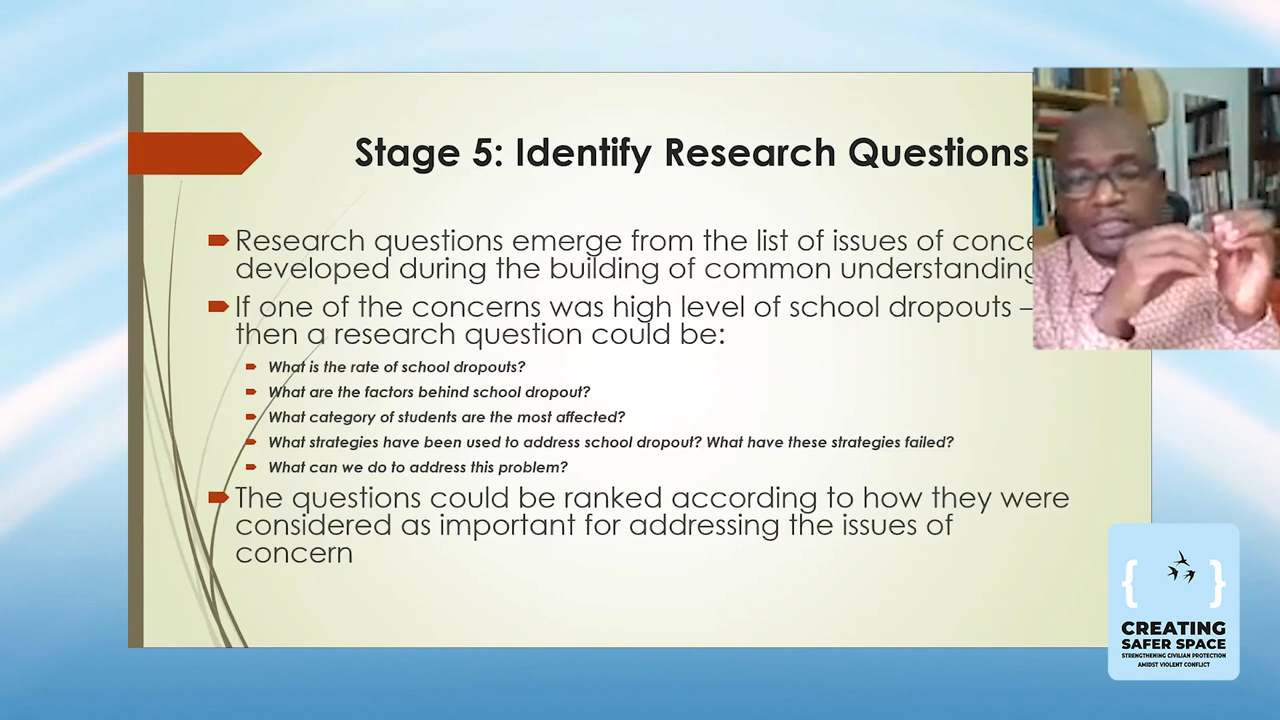 Stage 5: Identify Research Questions
Research questions emerge from the list of issues of conce
developed during the building of common understanding
If one of the concerns was high level of school dropouts –
then a research question could be:
What is the rate of school dropouts?
What are the factors behind school dropout?
What category of students are the most affected?
What strategies have been used to address school dropout? What have these strategies failed?
What can we do to address this problem?
The questions could be ranked according to how they were
considered as important for addressing the issues of
concern
CREATING
SAFER SPACE
STRENGTHENING CIVILIAN PROTECTION
AMIDST VIOLENT CONFLICT